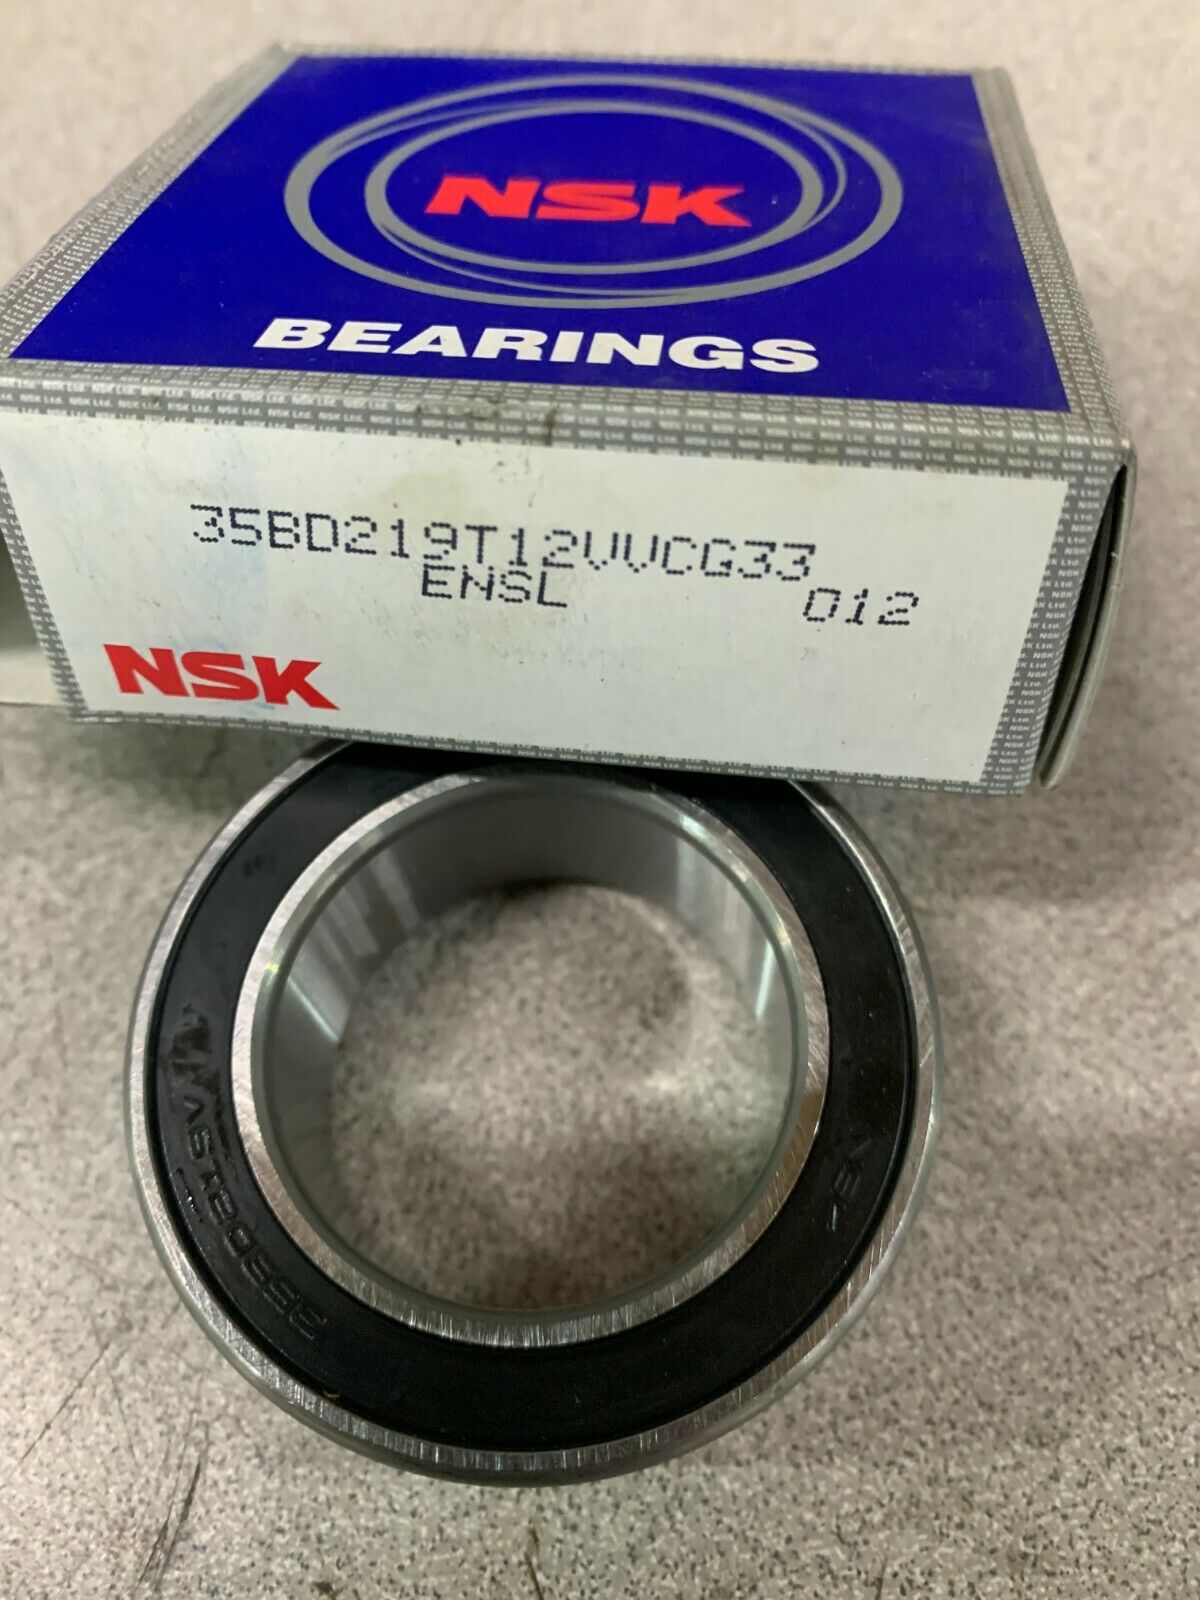 NSK
BEARINGS
35BD219T12VVCG33
ENSL 012
NSK